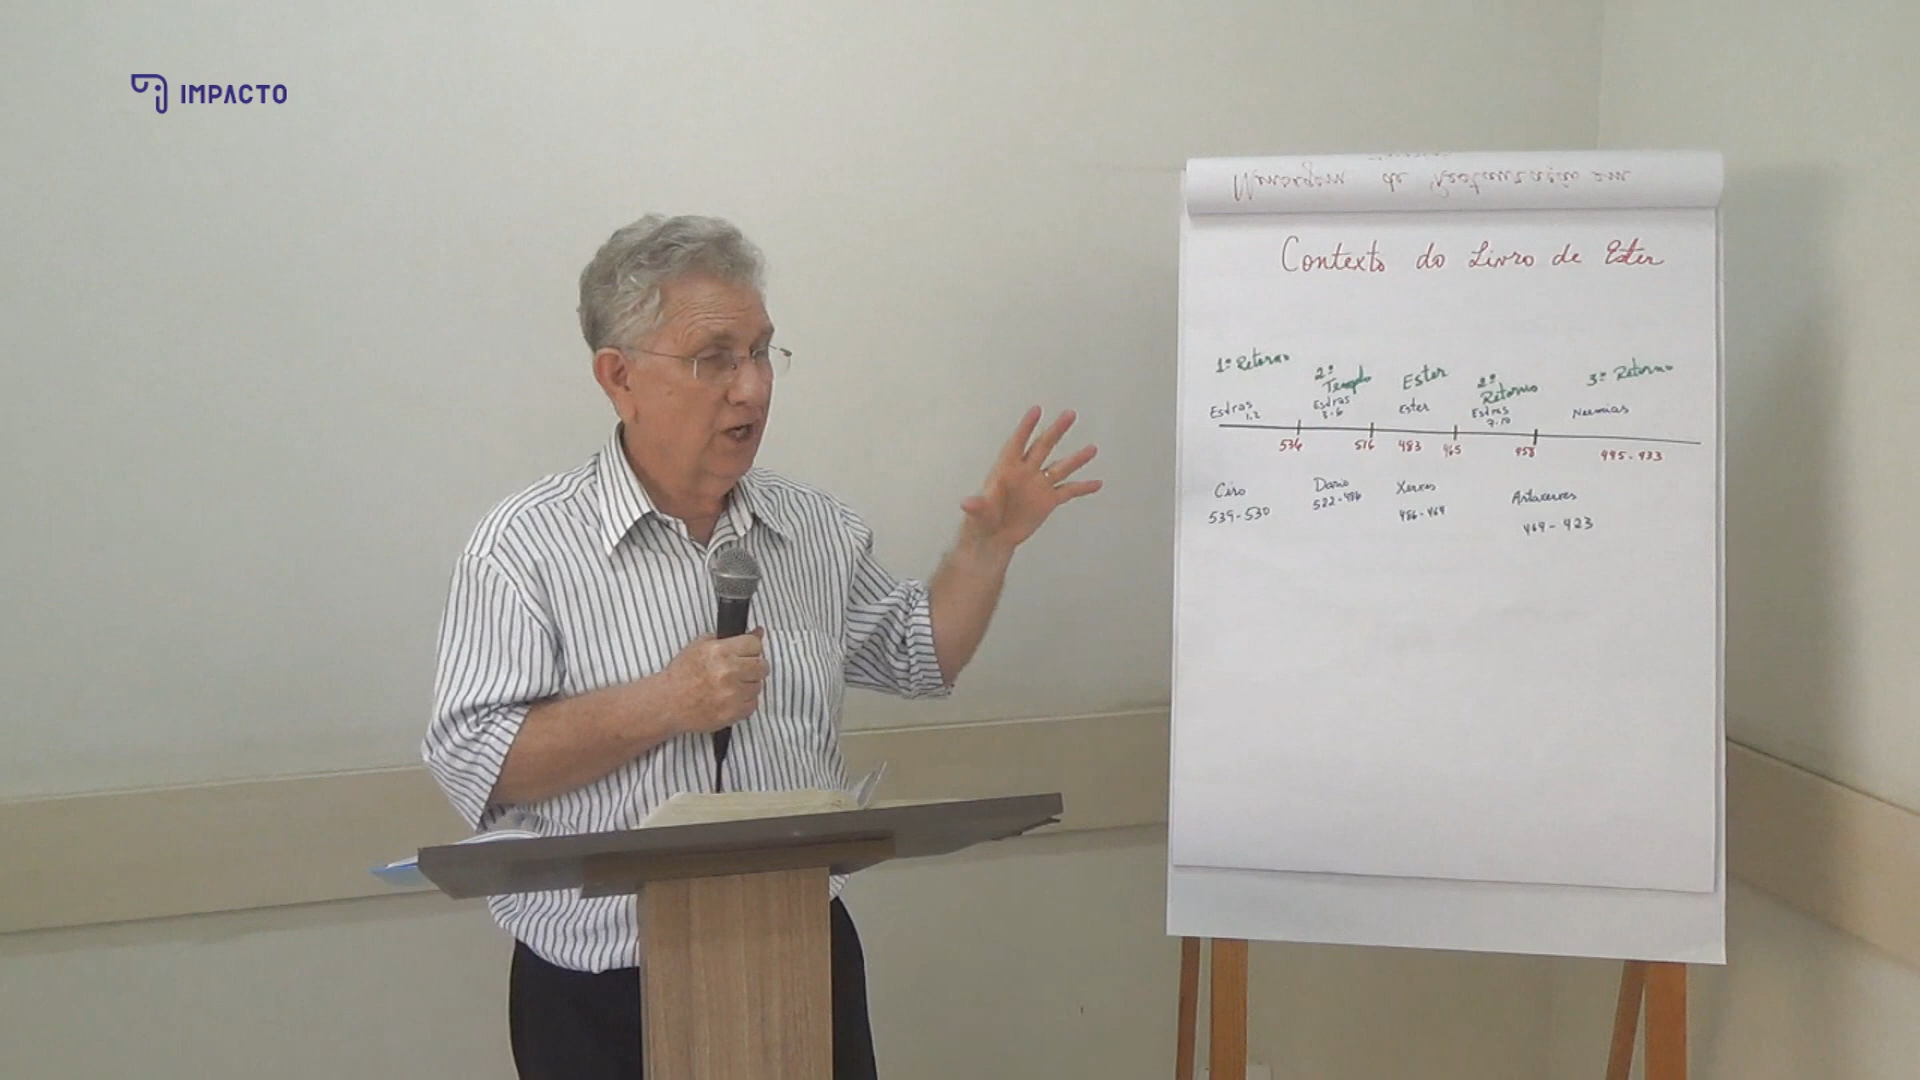 IMPACTO
Contexto do Livro de Ester
1º Retorno
2º Templo
Ester
2º Retorno
3º Retorno
Esdras 1,2
Esdras 3-6
Ester
Esdras 7-10
Neemias
536
516
483
465
458
445-433
Ciro
Dario
Xerxes
Artaxerxes
539-530
522-486
486-464
464-423